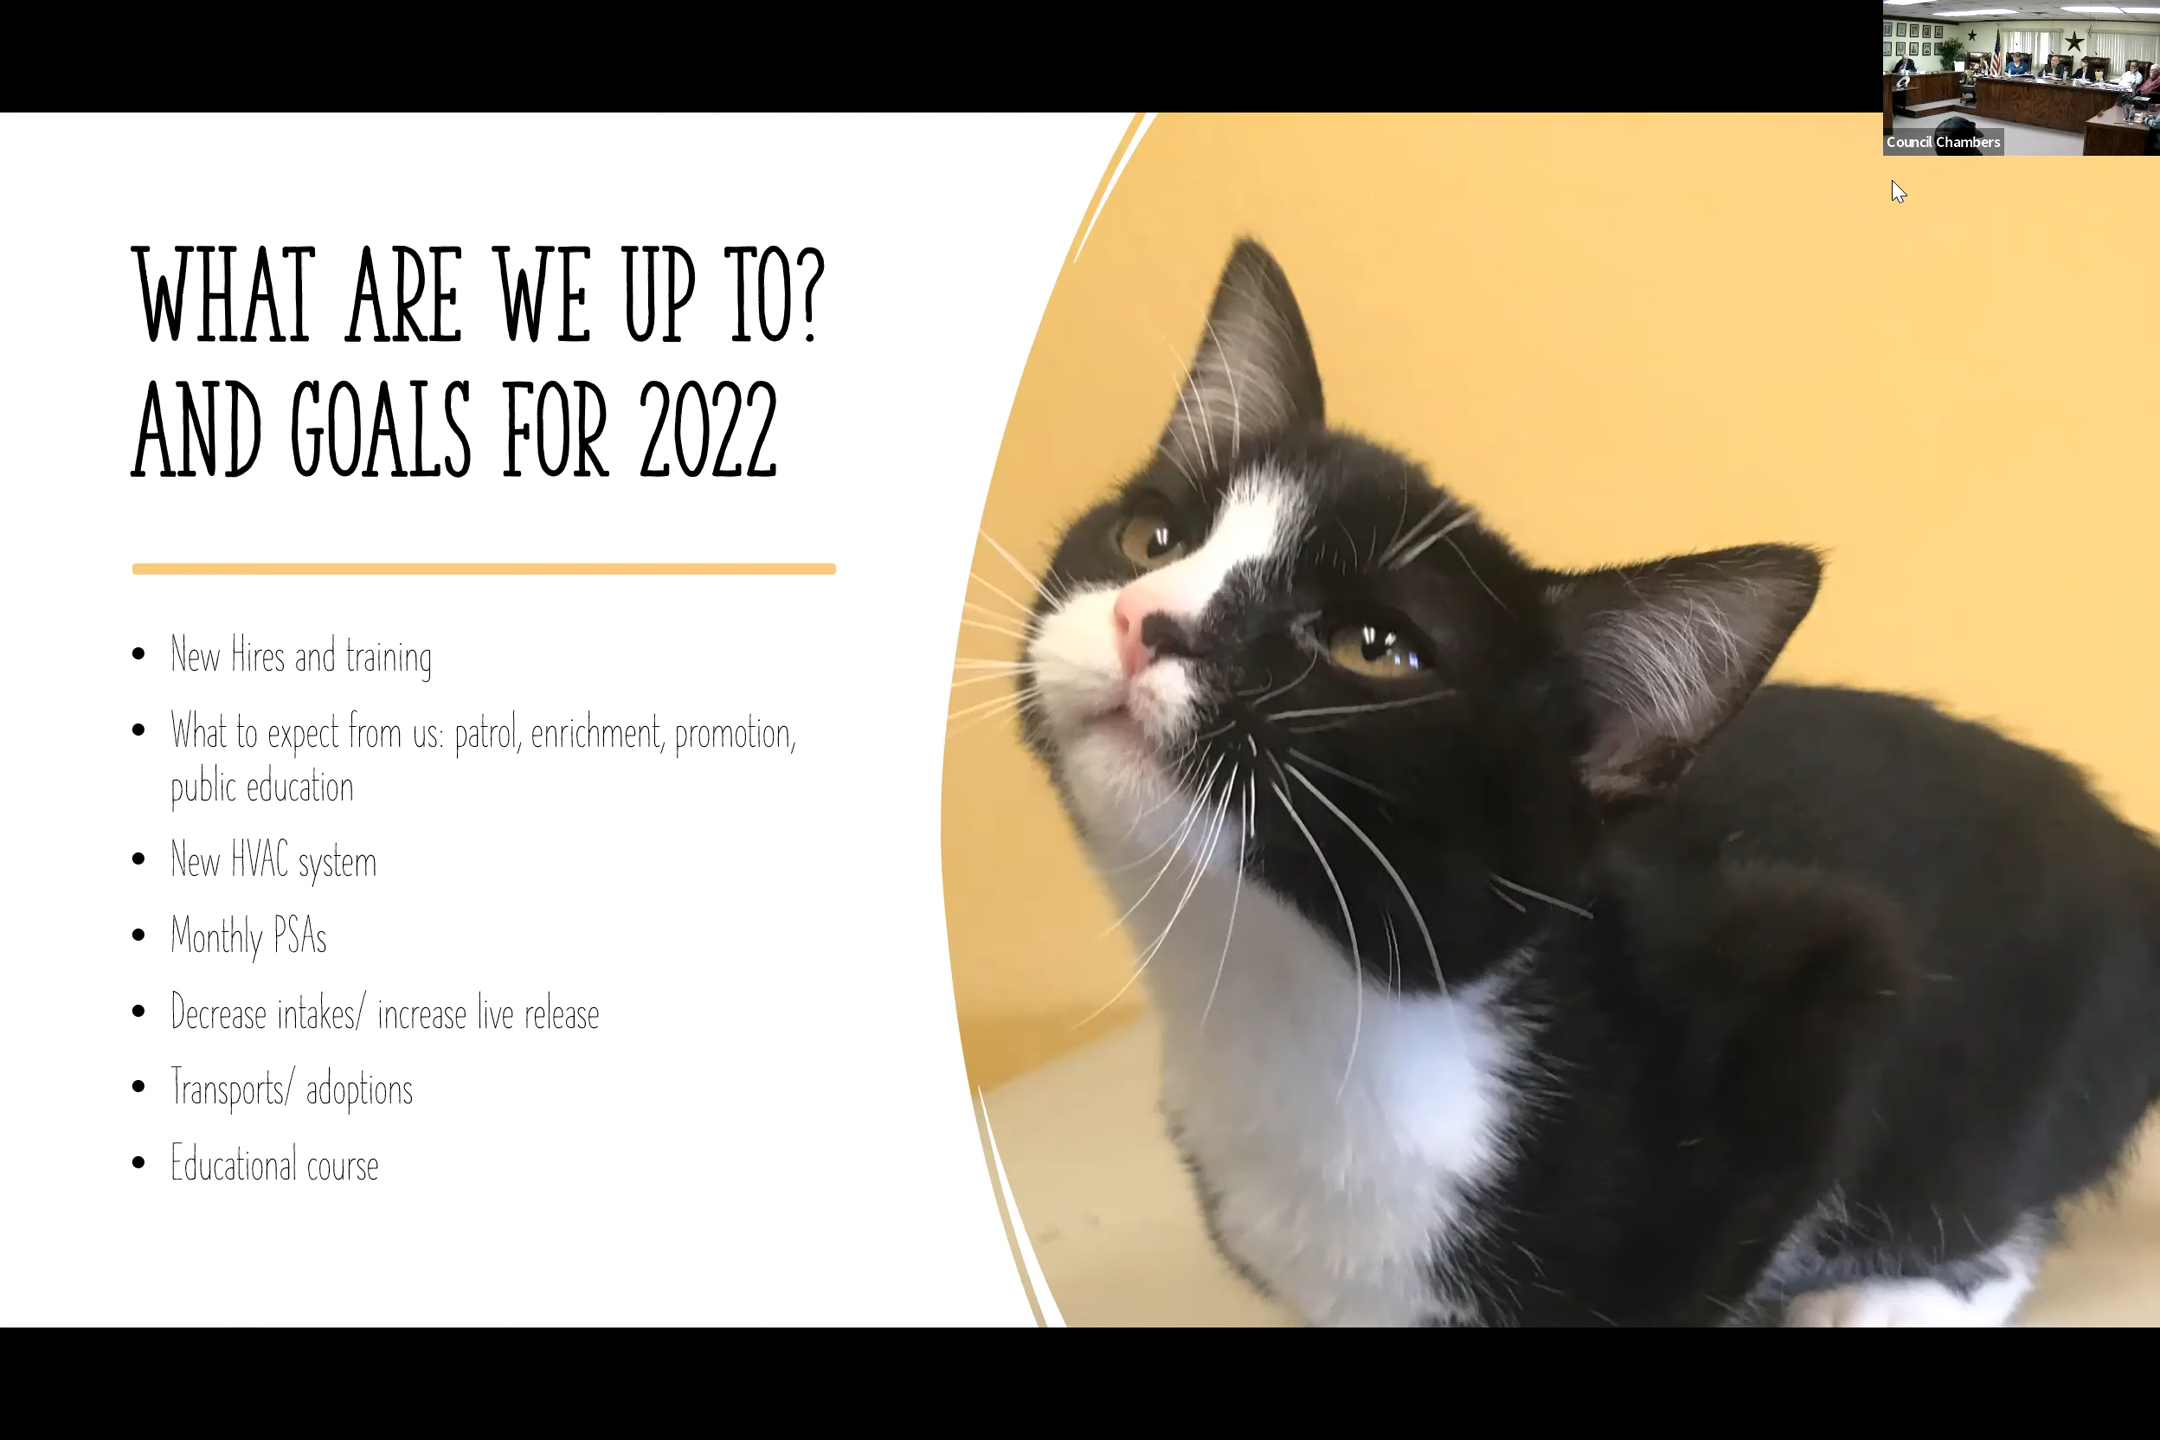 Council Chambers
WHAT ARE WE UP TO?
AND GOALS FOR 2022
• New Hires and training
• What to expect from us: patrol, enrichment, promotion,
public education
• New HVAC system
• Monthly PSAs
• Decrease intakes/ increase live release
• Transports/ adoptions
• Educational course